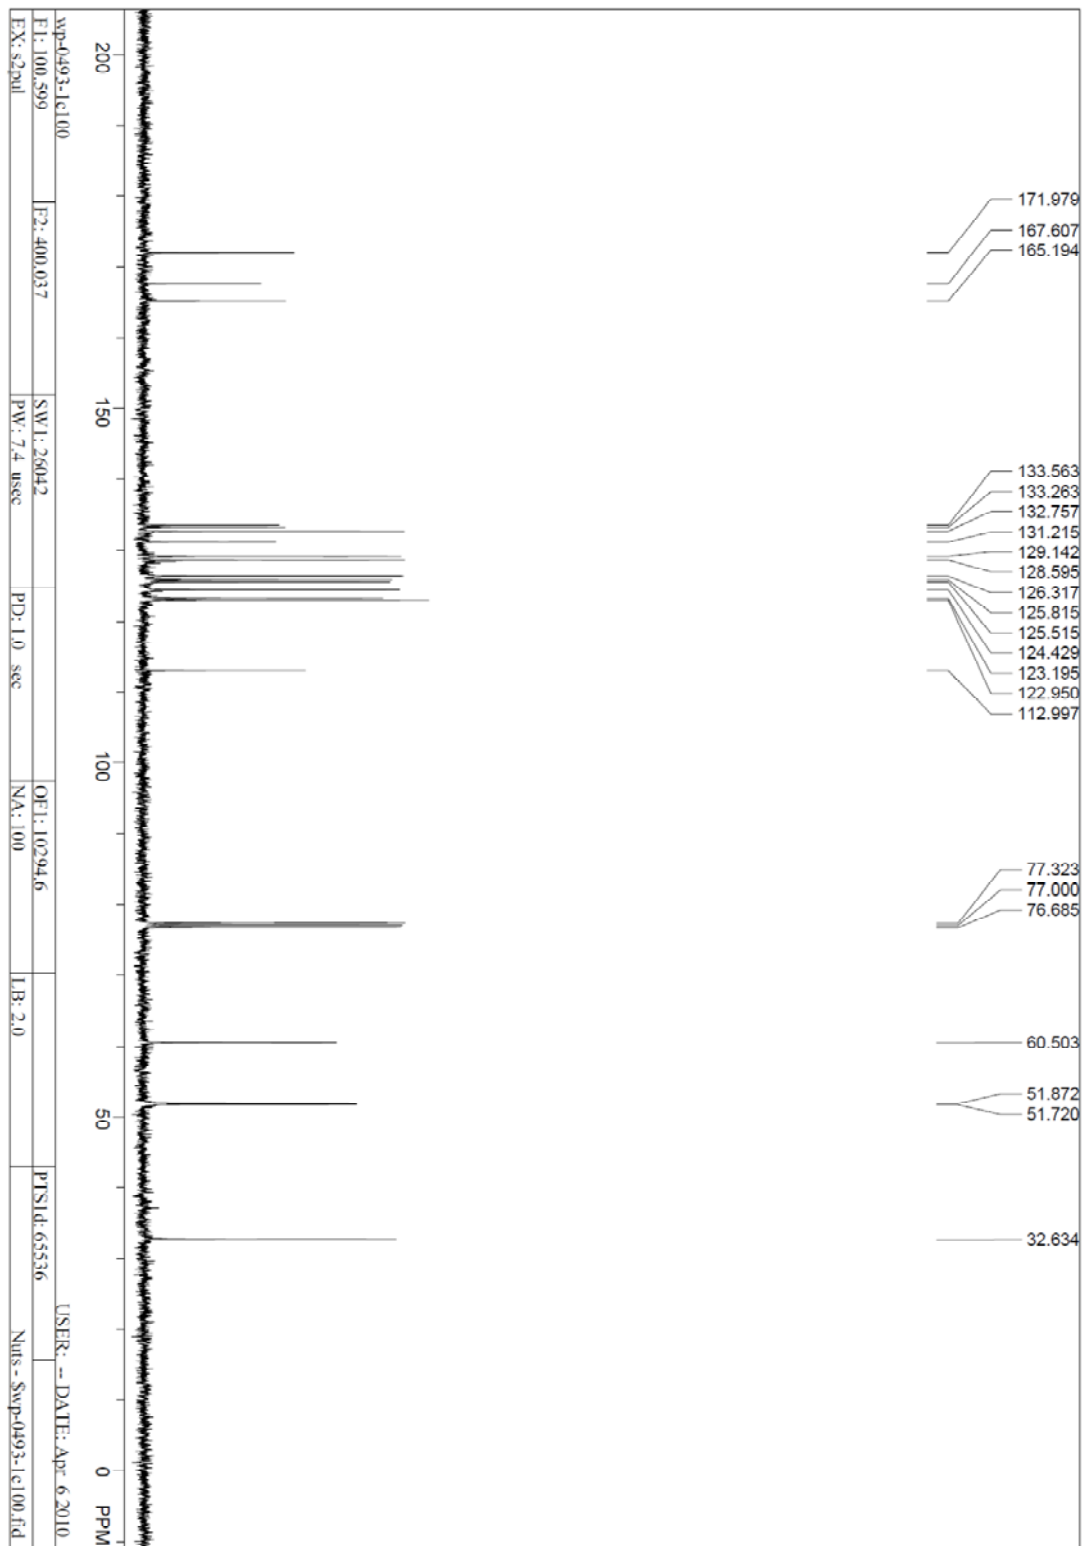 171.979
167.607
165.194
133.563
133.263
132.757
131.215
129.142
128.595
126.317
125.815
125.515
124.429
123.195
122.950
112.997
77.323
77.000
76.685
60.503
51.872
51.720
32.634
200
150
100
50
0
PPM
wp-0493-1c100
USER: -- DATE: Apr 6 2010
F1: 100.599
F2: 400.037
SW1: 26042
OF1: 10294.6
PTS1d: 65536
EX: s2pul
PW: 7.4 usec
PD: 1.0 sec
NA: 100
LB: 2.0
Nuts - $wp-0493-1c100.fid